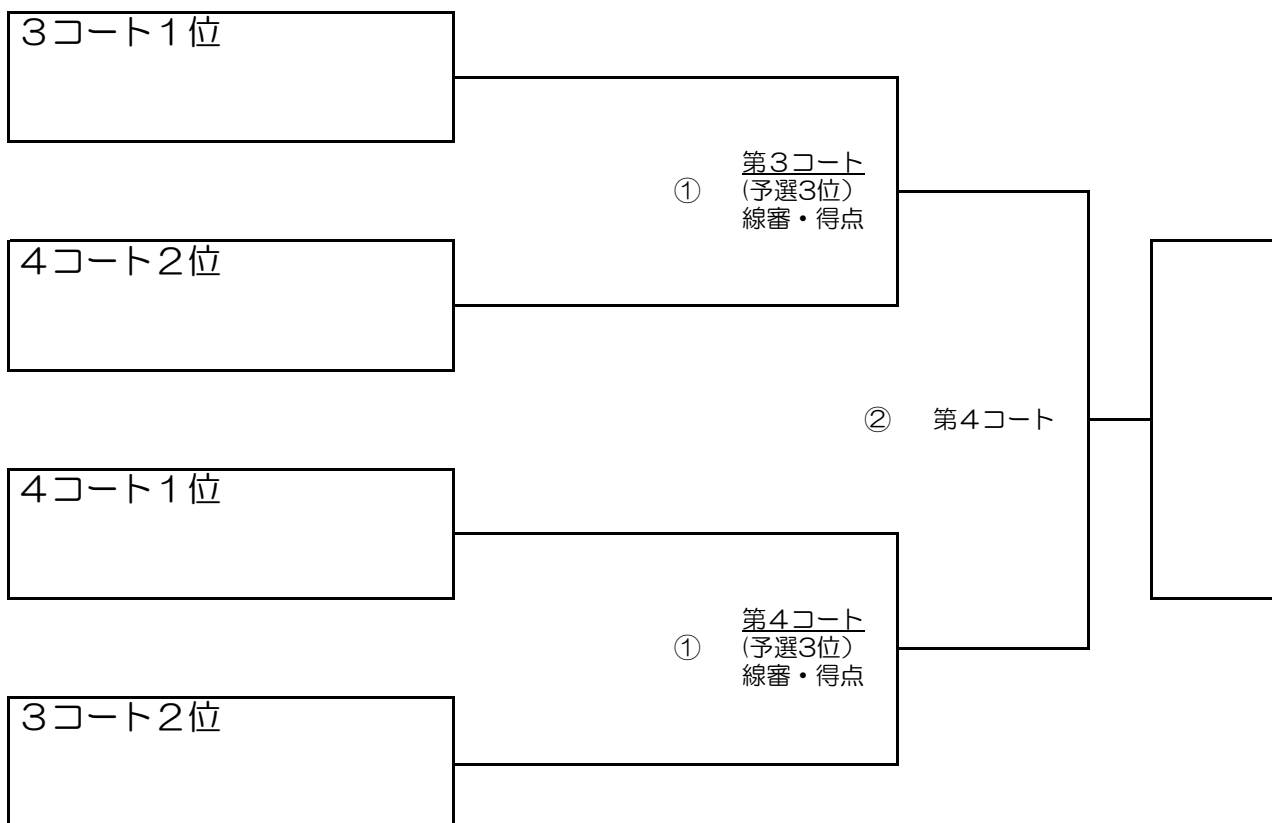 ３コート１位
第３コート
① (予選3位）
線審・得点
４コート２位
② 第４コート
４コート１位
第４コート
① (予選3位）
線審・得点
３コート２位